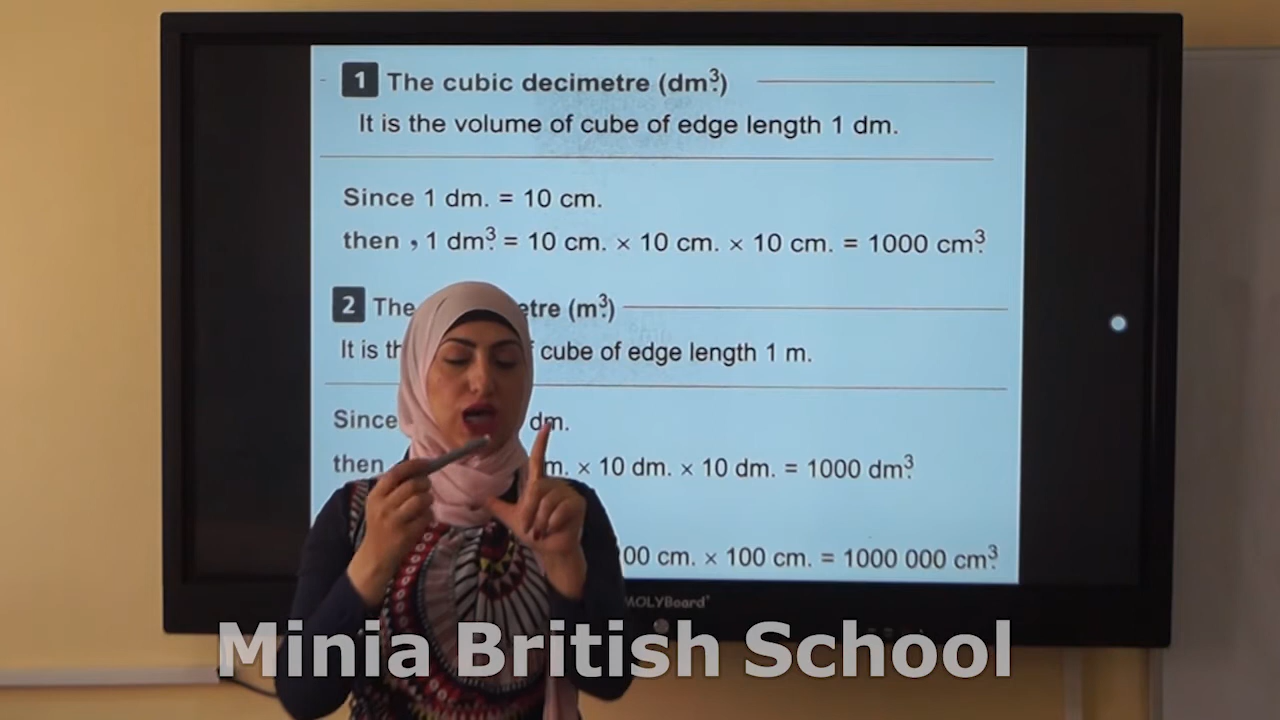 1 The cubic decimetre (dm³.)
It is the volume of cube of edge length 1 dm.
Since 1 dm. = 10 cm.
then , 1 dm³. = 10 cm. × 10 cm. × 10 cm. = 1000 cm³.
2 The etre (m³.)
It is cube of edge length 1 m.
Since dm.
then m. × 10 dm. × 10 dm. = 1000 dm³.
00 cm. × 100 cm. = 1000 000 cm³.
MOLYBoard
Minia British School